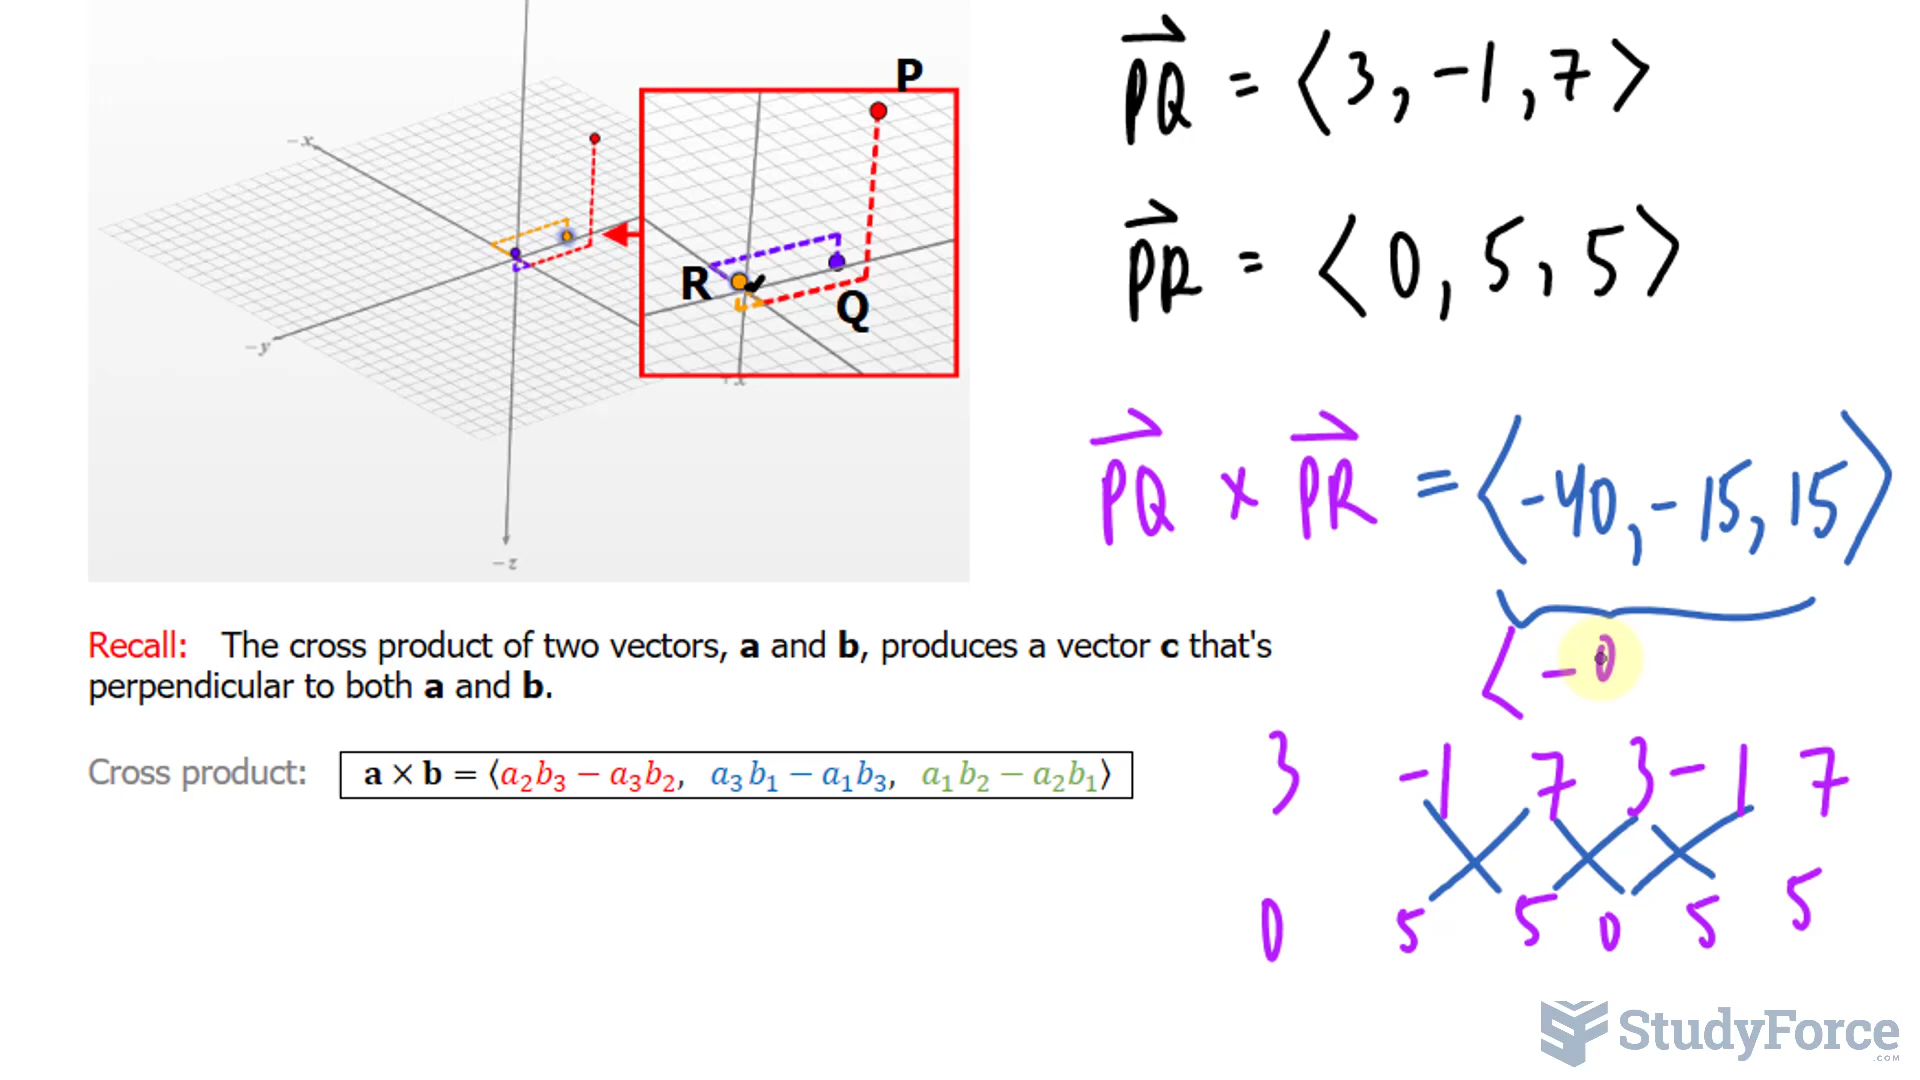 -x
-y
-z
+x
P
R
Q
PQ = ⟨3, -1, 7⟩
PR = ⟨0, 5, 5⟩
PQ x PR = ⟨-40, -15, 15⟩
⟨ - 0
Recall: The cross product of two vectors, a and b, produces a vector c that's
perpendicular to both a and b.
Cross product: a × b = ⟨a₂b₃ − a₃b₂, a₃b₁ − a₁b₃, a₁b₂ − a₂b₁⟩
3 -1 7 3 -1 7
0 5 5 0 5 5
StudyForce
.COM